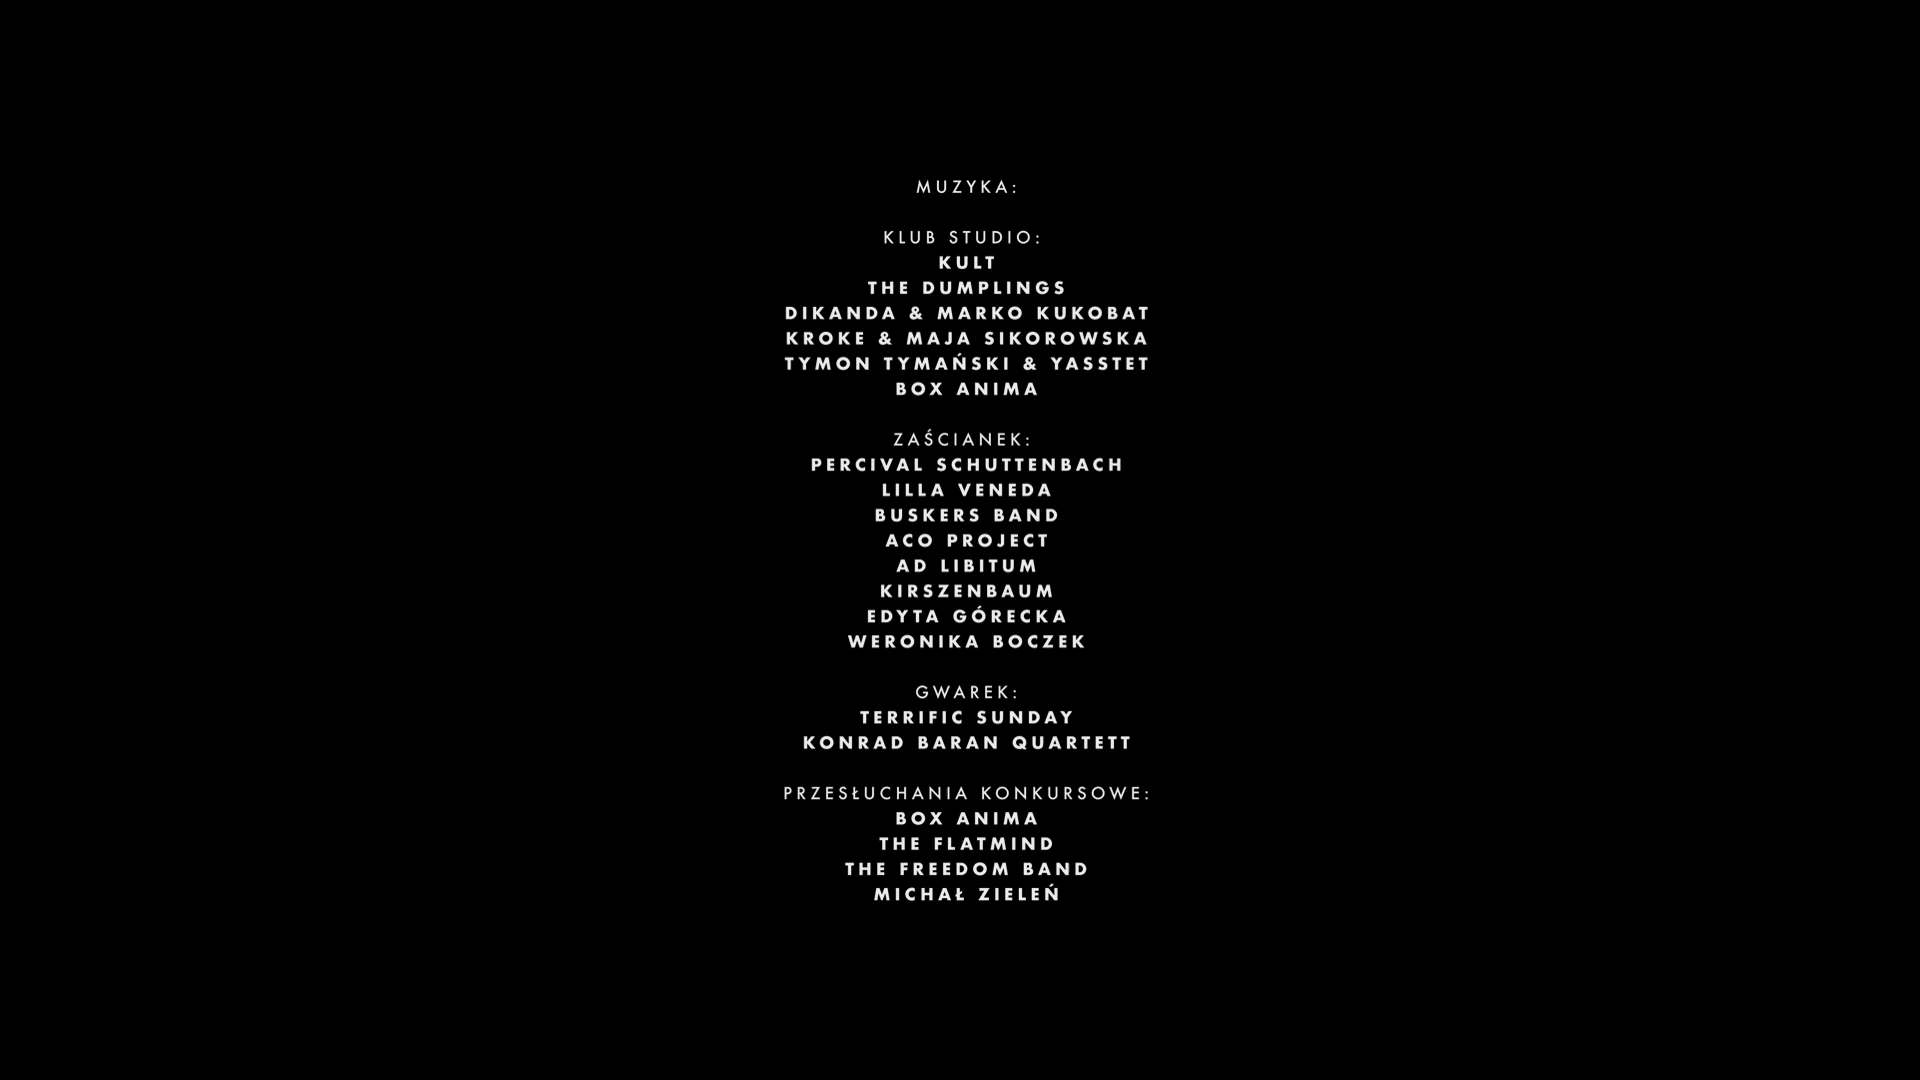 MUZYKA:
KLUB STUDIO:
KULT
THE DUMPLINGS
DIKANDA & MARKO KUKOBAT
KROKE & MAJA SIKOROWSKA
TYMON TYMAŃSKI & YASSTET
BOX ANIMA
ZAŚCIANEK:
PERCIVAL SCHUTTENBACH
LILLA VENEDA
BUSKERS BAND
ACO PROJECT
AD LIBITUM
KIRSZENBAUM
EDYTA GÓRECKA
WERONIKA BOCZEK
GWAREK:
TERRIFIC SUNDAY
KONRAD BARAN QUARTETT
PRZESŁUCHANIA KONKURSOWE:
BOX ANIMA
THE FLATMIND
THE FREEDOM BAND
MICHAŁ ZIELEŃ